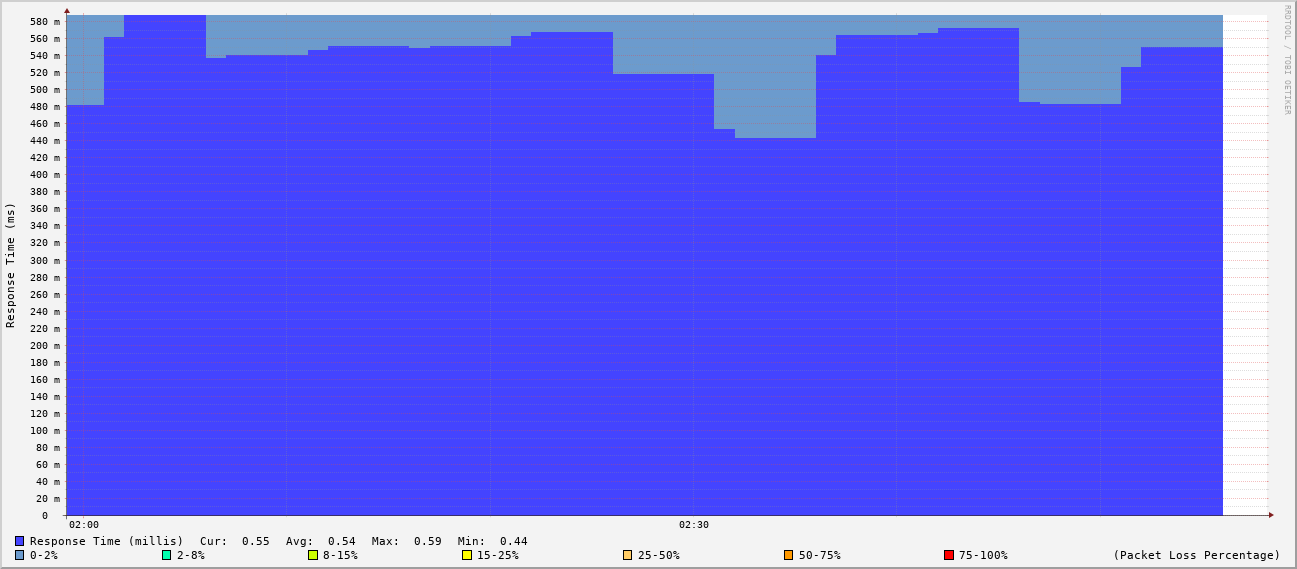 RRDTOOL / TOBI OETIKER
Response Time (ms)
580 m
560 m
540 m
520 m
500 m
480 m
460 m
440 m
420 m
400 m
380 m
360 m
340 m
320 m
300 m
280 m
260 m
240 m
220 m
200 m
180 m
160 m
140 m
120 m
100 m
80 m
60 m
40 m
20 m
0
02:00 02:30
Response Time (millis) Cur: 0.55 Avg: 0.54 Max: 0.59 Min: 0.44
0-2% 2-8% 8-15% 15-25% 25-50% 50-75% 75-100% (Packet Loss Percentage)